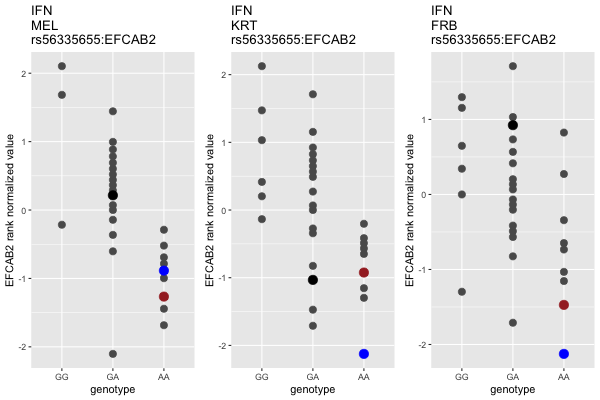 IFN
MEL
rs56335655:EFCAB2
EFCAB2 rank normalized value
2
1
0
-1
-2
GG GA AA
genotype
IFN
KRT
rs56335655:EFCAB2
EFCAB2 rank normalized value
2
1
0
-1
-2
GG GA AA
genotype
IFN
FRB
rs56335655:EFCAB2
EFCAB2 rank normalized value
1
0
-1
-2
GG GA AA
genotype